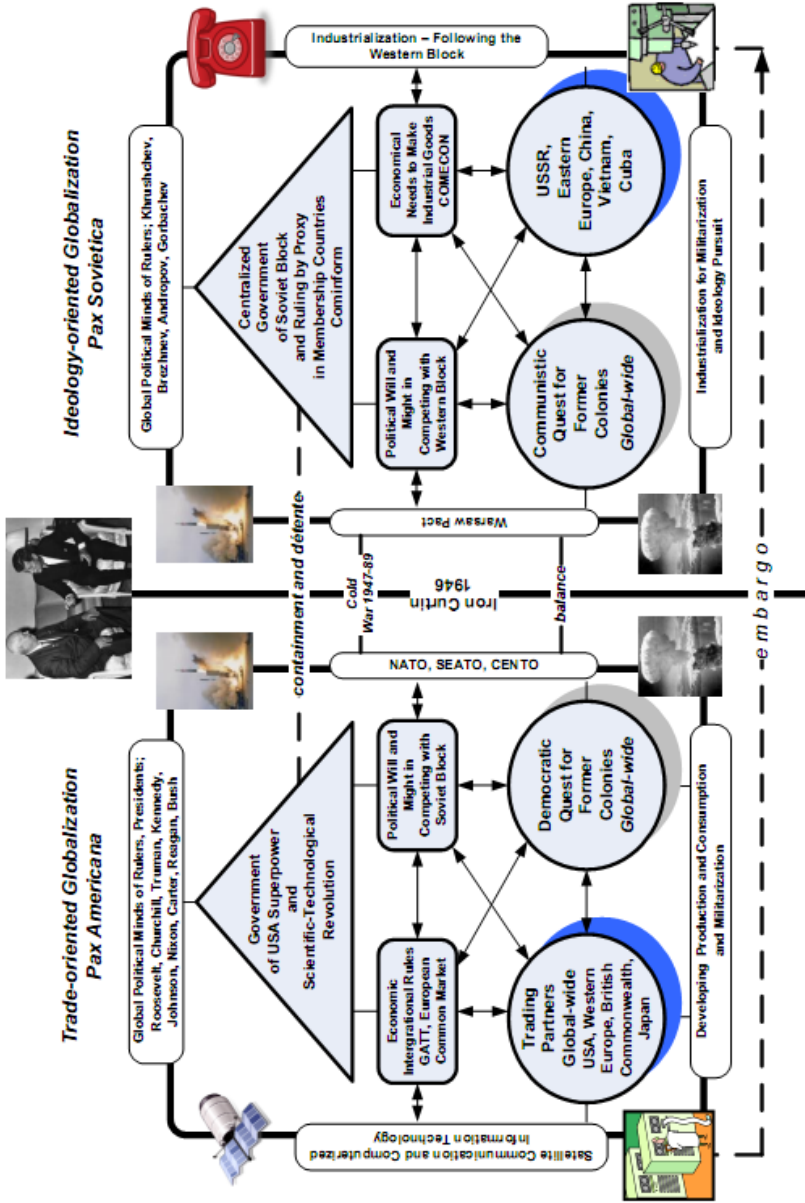 Trade-oriented Globalization
Pax Americana
Global Political Minds of Rulers, Presidents;
Roosevelt, Churchill, Truman, Kennedy,
Johnson, Nixon, Carter, Reagan, Bush
Government
of USA Superpower
and
Scientific-Technological
Revolution
Economic
Intergrational Rules
GATT, European
Common Market
Political Will and
Might in
Competing with
Soviet Block
Trading
Partners
Global-wide
USA, Western
Europe, British
Commonwealth,
Japan
Democratic
Quest for
Former
Colonies
Global-wide
Satellite Communication and Computerized
Information Technology
NATO, SEATO, CENTO
Developing Production and Consumption
and Militarization
containment and détente
Cold
War 1947-89
Iron Curtin
1946
balance
embargo
Ideology-oriented Globalization
Pax Sovietica
Global Political Minds of Rulers; Khrushchev,
Brezhnev, Andropov, Gorbachev
Centralized
Government
of Soviet Block
and Ruling by Proxy
in Membership Countries
Cominform
Political Will and
Might in
Competing with
Western Block
Economical
Needs to Make
Industrial Goods
COMECON
Communistic
Quest for
Former
Colonies
Global-wide
USSR,
Eastern
Europe, China,
Vietnam,
Cuba
Warsaw Pact
Industrialization – Following the
Western Block
Industrialization for Militarization
and Ideology Pursuit